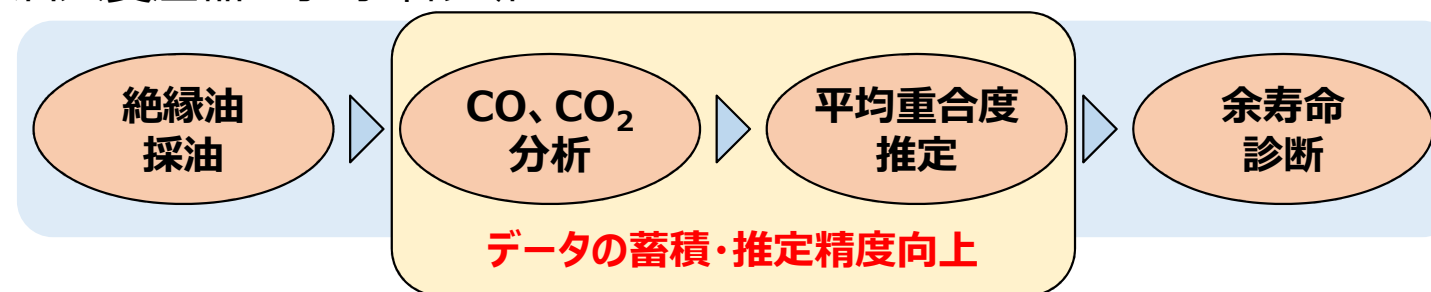 絶縁油
採油
CO、CO₂
分析
平均重合度
推定
余寿命
診断
データの蓄積・推定精度向上